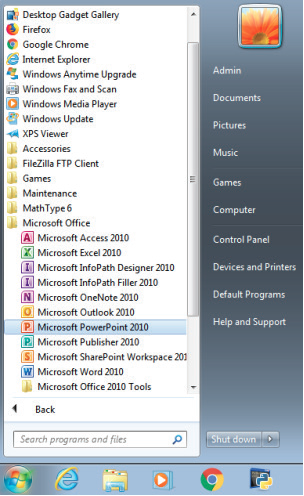 Desktop Gadget Gallery
Firefox
Google Chrome
Internet Explorer
Windows Anytime Upgrade
Windows Fax and Scan
Windows Media Player
Windows Update
XPS Viewer
Accessories
FileZilla FTP Client
Games
Maintenance
MathType 6
Microsoft Office
Microsoft Access 2010
Microsoft Excel 2010
Microsoft InfoPath Designer 2010
Microsoft InfoPath Filler 2010
Microsoft OneNote 2010
Microsoft Outlook 2010
Microsoft PowerPoint 2010
Microsoft Publisher 2010
Microsoft SharePoint Workspace 201
Microsoft Word 2010
Microsoft Office 2010 Tools
Back
Search programs and files
Admin
Documents
Pictures
Music
Games
Computer
Control Panel
Devices and Printers
Default Programs
Help and Support
Shut down